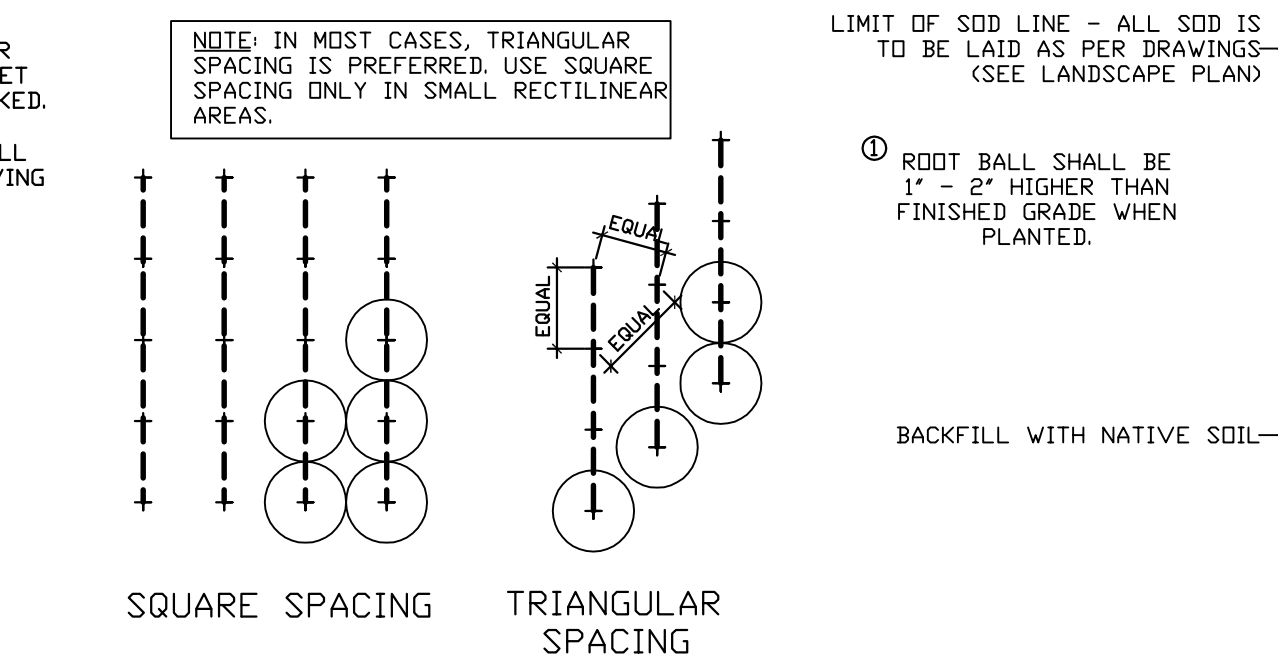 NOTE: IN MOST CASES, TRIANGULAR
SPACING IS PREFERRED. USE SQUARE
SPACING ONLY IN SMALL RECTILINEAR
AREAS.
EQUAL
EQUAL
EQUAL
SQUARE SPACING
TRIANGULAR
SPACING
LIMIT OF SOD LINE - ALL SOD IS
TO BE LAID AS PER DRAWINGS
(SEE LANDSCAPE PLAN)
1 ROOT BALL SHALL BE
1" - 2" HIGHER THAN
FINISHED GRADE WHEN
PLANTED.
BACKFILL WITH NATIVE SOIL